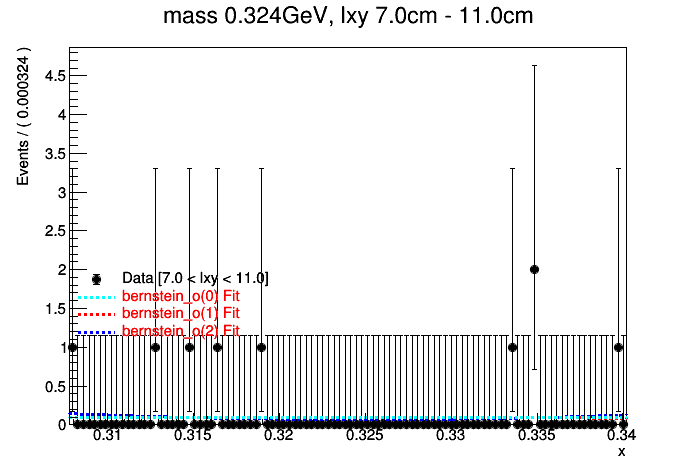 mass 0.324GeV, lxy 7.0cm - 11.0cm
Events / ( 0.000324 )
4.5
4
3.5
3
2.5
2
1.5
1
0.5
0
Data [7.0 < lxy < 11.0]
bernstein_o(0) Fit
bernstein_o(1) Fit
bernstein_o(2) Fit
0.31 0.315 0.32 0.325 0.33 0.335 0.34
x